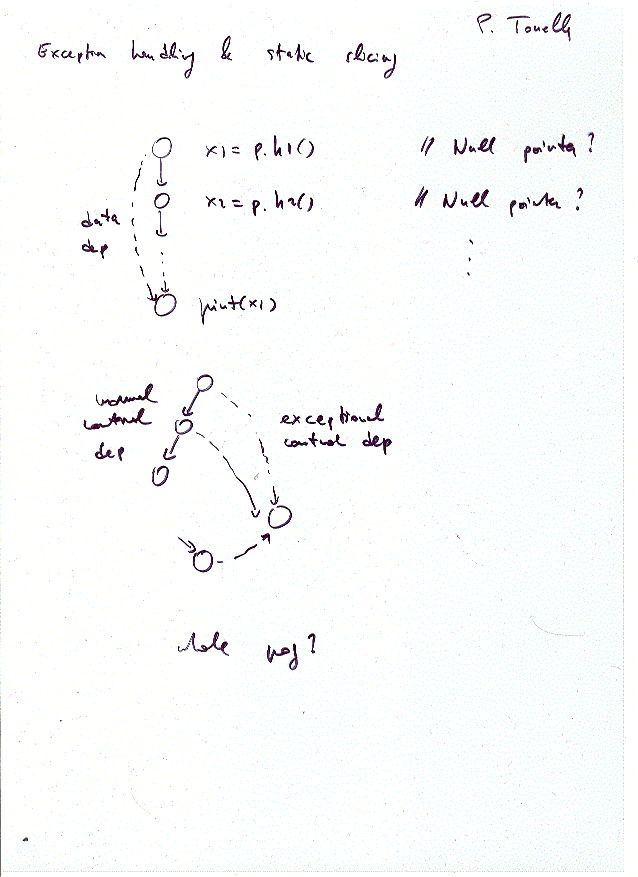 P. Tonella
Exception handling & static slicing
x1 = p.h1() // Null pointer?
x2 = p.h2() // Null pointer?
data
dep
print(x1)
normal
control
dep
exceptional
control dep
whole prog?